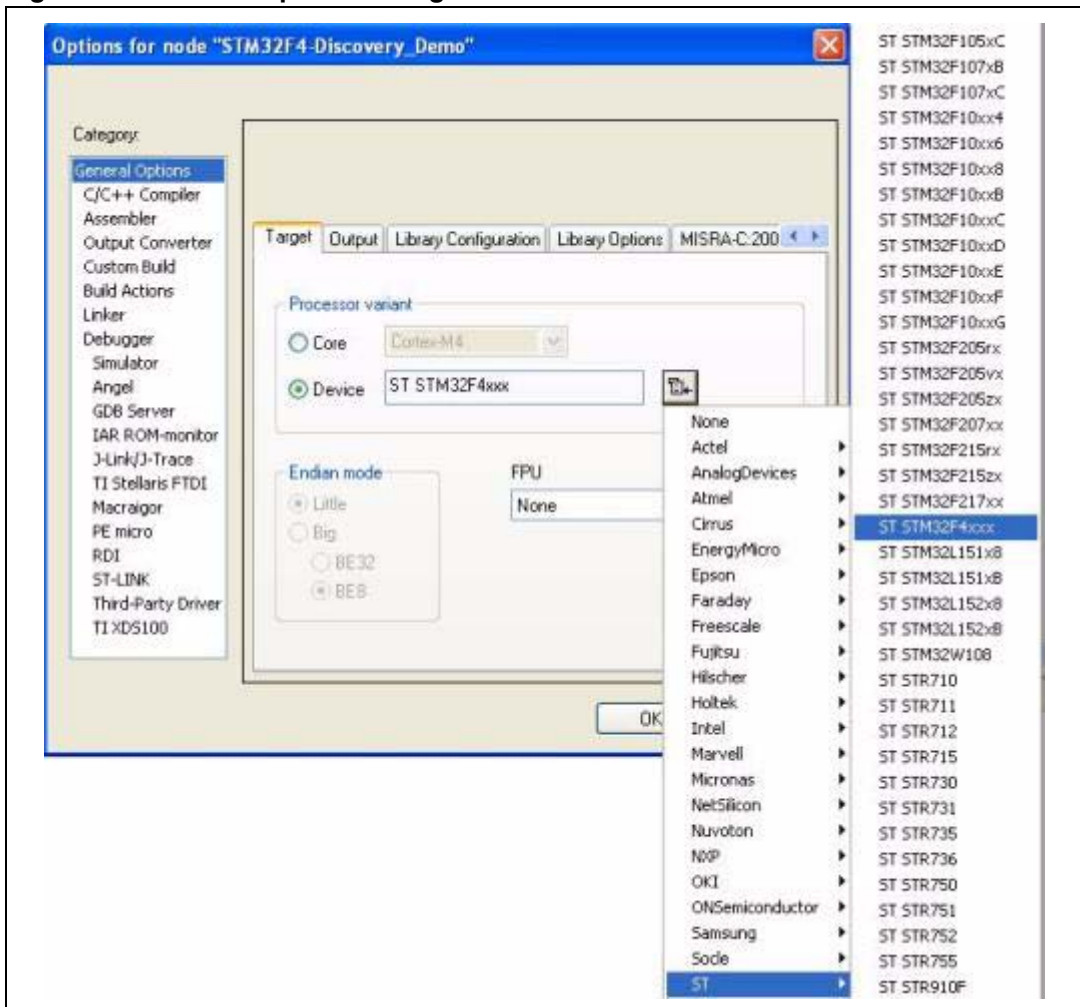 Options for node "STM32F4-Discovery_Demo"
Category:
General Options
C/C++ Compiler
Assembler
Output Converter
Custom Build
Build Actions
Linker
Debugger
Simulator
Angel
GDB Server
IAR ROM-monitor
J-Link/J-Trace
TI Stellaris FTDI
Macraigor
PE micro
RDI
ST-LINK
Third-Party Driver
TI XDS100
Target Output Library Configuration Library Options MISRA-C:200
Processor variant
Core Cortex-M4
Device ST STM32F4xxx
Endian mode
Little
Big
BE32
BE8
FPU
None
OK
None
Actel
AnalogDevices
Atmel
Cirrus
EnergyMicro
Epson
Faraday
Freescale
Fujitsu
Hilscher
Holtek
Intel
Marvell
Micronas
NetSilicon
Nuvoton
NXP
OKI
ONSemiconductor
Samsung
Socle
ST
ST STM32F105xC
ST STM32F107xB
ST STM32F107xC
ST STM32F10xx4
ST STM32F10xx6
ST STM32F10xx8
ST STM32F10xxB
ST STM32F10xxC
ST STM32F10xxD
ST STM32F10xxE
ST STM32F10xxF
ST STM32F10xxG
ST STM32F205rx
ST STM32F205vx
ST STM32F205zx
ST STM32F207xx
ST STM32F215rx
ST STM32F215zx
ST STM32F217xx
ST STM32F4xxx
ST STM32L151x8
ST STM32L151xB
ST STM32L152x8
ST STM32L152xB
ST STM32W108
ST STR710
ST STR711
ST STR712
ST STR715
ST STR730
ST STR731
ST STR735
ST STR736
ST STR750
ST STR751
ST STR752
ST STR755
ST STR910F